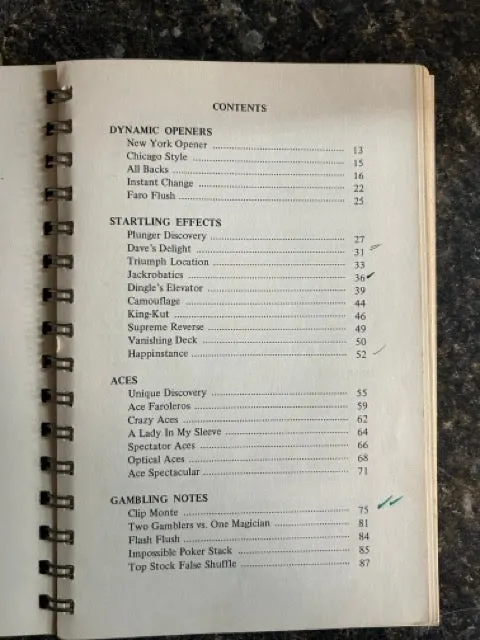 CONTENTS
DYNAMIC OPENERS
New York Opener ........ 13
Chicago Style ........ 15
All Backs ........ 16
Instant Change ........ 22
Faro Flush ........ 25
STARTLING EFFECTS
Plunger Discovery ........ 27
Dave's Delight ........ 31
Triumph Location ........ 33
Jackrobatics ........ 36
Dingle's Elevator ........ 39
Camouflage ........ 44
King-Kut ........ 46
Supreme Reverse ........ 49
Vanishing Deck ........ 50
Happinstance ........ 52
ACES
Unique Discovery ........ 55
Ace Faroleros ........ 59
Crazy Aces ........ 62
A Lady In My Sleeve ........ 64
Spectator Aces ........ 66
Optical Aces ........ 68
Ace Spectacular ........ 71
GAMBLING NOTES
Clip Monte ........ 75
Two Gamblers vs. One Magician ........ 81
Flash Flush ........ 84
Impossible Poker Stack ........ 85
Top Stock False Shuffle ........ 87